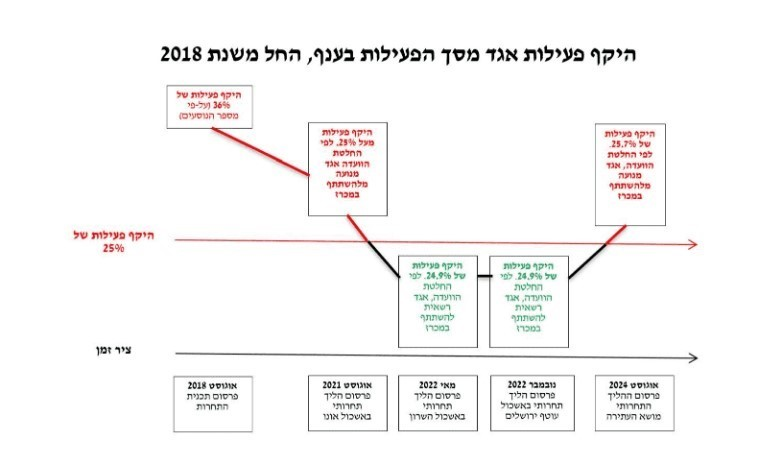 היקף פעילות אגד מסך הפעילות בענף, החל משנת 2018
היקף פעילות של
36% (על-פי
מספר הנוסעים)
היקף פעילות
מעל 25%, לפי
החלטת
הוועדה אגד
מנועה
מלהשתתף
במכרז
היקף פעילות
של 25.7%.
לפי החלטת
הוועדה, אגד
מנועה
מלהשתתף
במכרז
היקף פעילות של
25%
היקף פעילות
של 24.9%. לפי
החלטת
הוועדה, אגד
רשאית
להשתתף
במכרז
היקף פעילות
של 24.9%. לפי
החלטת
הוועדה, אגד
רשאית
להשתתף
במכרז
ציר זמן
אוגוסט 2018
פרסום תכנית
התחרות
אוגוסט 2021
פרסום הליך
תחרותי
באשכול אונו
מאי 2022
פרסום הליך
תחרותי
באשכול השרון
נובמבר 2022
פרסום הליך
תחרותי באשכול
עוטף ירושלים
אוגוסט 2024
פרסום ההליך
התחרותי
מושא העתירה